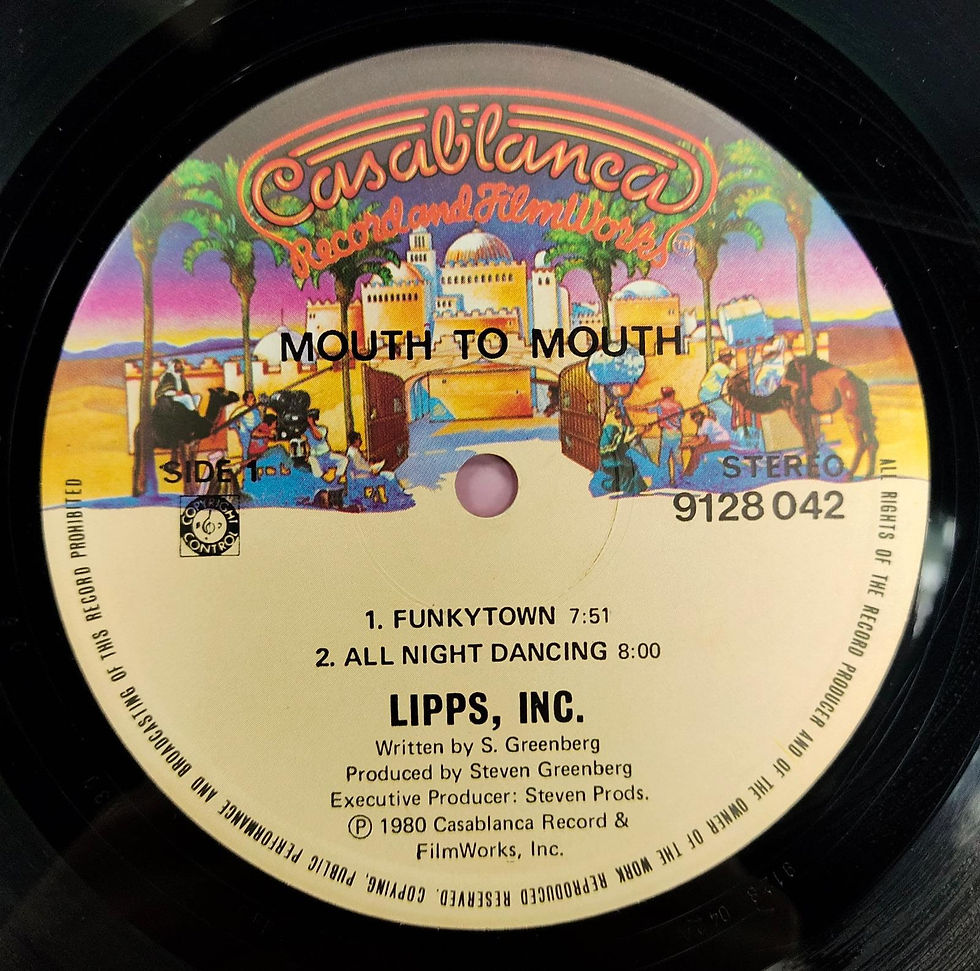 Casablanca
Record and FilmWorks TM
MOUTH TO MOUTH
SIDE 1
STEREO
9128 042
COPYRIGHT
CONTROL
1. FUNKYTOWN 7:51
2. ALL NIGHT DANCING 8:00
LIPPS, INC.
Written by S. Greenberg
Produced by Steven Greenberg
Executive Producer: Steven Prods.
Ⓟ 1980 Casablanca Record &
FilmWorks, Inc.
ALL RIGHTS OF THE RECORD PRODUCER AND OF THE OWNER OF THE WORK REPRODUCED RESERVED. COPYING, PUBLIC PERFORMANCE AND BROADCASTING OF THIS RECORD PROHIBITED